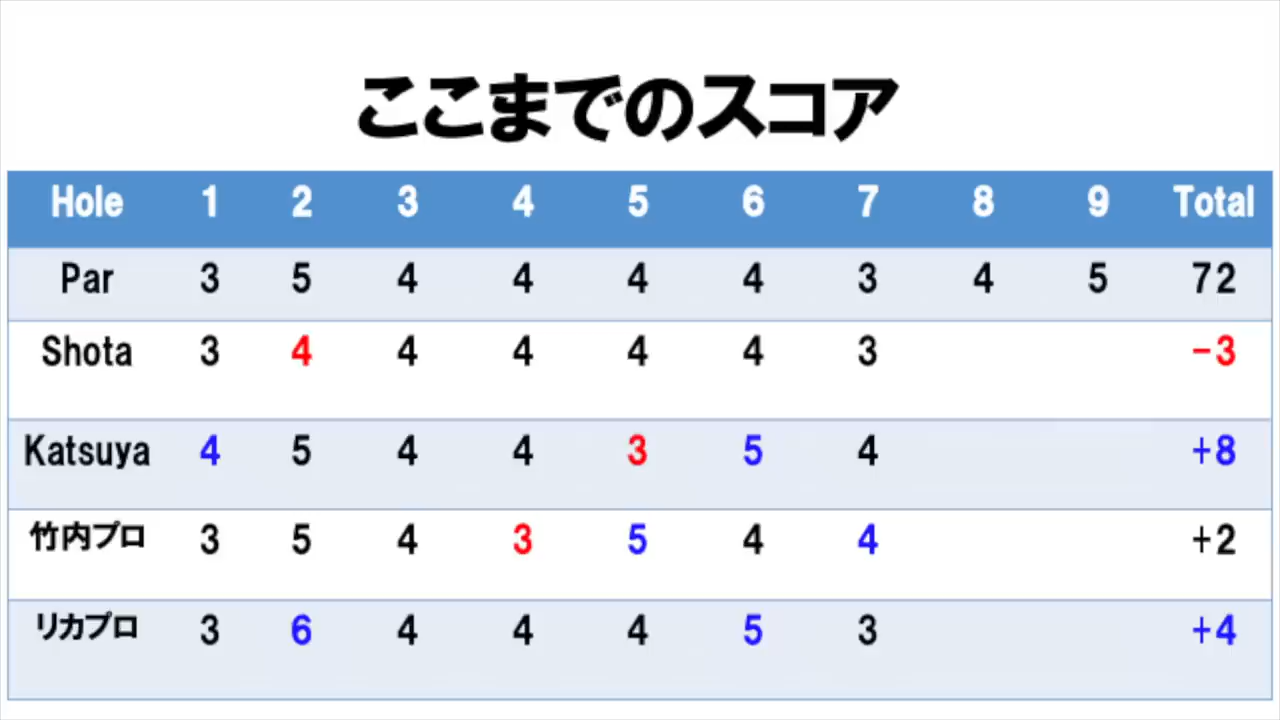 ここまでのスコア
Hole 1 2 3 4 5 6 7 8 9 Total
Par 3 5 4 4 4 4 3 4 5 72
Shota 3 4 4 4 4 4 3 -3
Katsuya 4 5 4 4 3 5 4 +8
竹内プロ 3 5 4 3 5 4 4 +2
リカプロ 3 6 4 4 4 5 3 +4